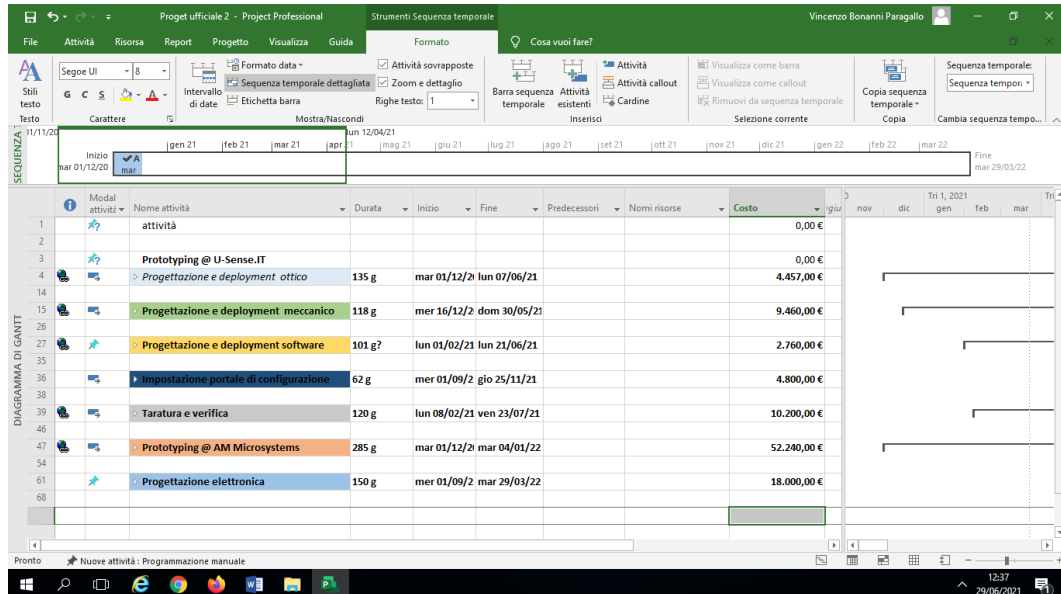 Proget ufficiale 2 - Project Professional
Strumenti Sequenza temporale
Vincenzo Bonanni Paragallo
File Attività Risorsa Report Progetto Visualizza Guida Formato Cosa vuoi fare?
Stili testo
Segoe UI 8
G C S A
Testo Carattere
Intervallo di date
Formato data
Sequenza temporale dettagliata
Etichetta barra
Attività sovrapposte
Zoom e dettaglio
Righe testo: 1
Mostra/Nascondi
Barra sequenza temporale
Attività esistenti
Attività
Attività callout
Cardine
Inserisci
Visualizza come barra
Visualizza come callout
Rimuovi da sequenza temporale
Selezione corrente
Copia sequenza temporale
Copia
Sequenza temporale:
Sequenza tempor.
Cambia sequenza tempo...
SEQUENZA
lun 12/04/21
gen 21 feb 21 mar 21 apr 21 mag 21 giu 21 lug 21 ago 21 set 21 ott 21 nov 21 dic 21 gen 22 feb 22 mar 22
Inizio
mar 01/12/20
A
mar
Fine
mar 29/03/22
DIAGRAMMA DI GANTT
Modal attività Nome attività Durata Inizio Fine Predecessori Nomi risorse Costo
Tri 1, 2021
giu nov dic gen feb mar
1 attività 0,00 €
2
3 Prototyping @ U-Sense.IT 0,00 €
4 Progettazione e deployment ottico 135 g mar 01/12/20 lun 07/06/21 4.457,00 €
14
15 Progettazione e deployment meccanico 118 g mer 16/12/2 dom 30/05/21 9.460,00 €
26
27 Progettazione e deployment software 101 g? lun 01/02/21 lun 21/06/21 2.760,00 €
35
36 Impostazione portale di configurazione 62 g mer 01/09/2 gio 25/11/21 4.800,00 €
38
39 Taratura e verifica 120 g lun 08/02/21 ven 23/07/21 10.200,00 €
46
47 Prototyping @ AM Microsystems 285 g mar 01/12/20 mar 04/01/22 52.240,00 €
54
61 Progettazione elettronica 150 g mer 01/09/2 mar 29/03/22 18.000,00 €
68
Pronto Nuove attività : Programmazione manuale
12:37
29/06/2021